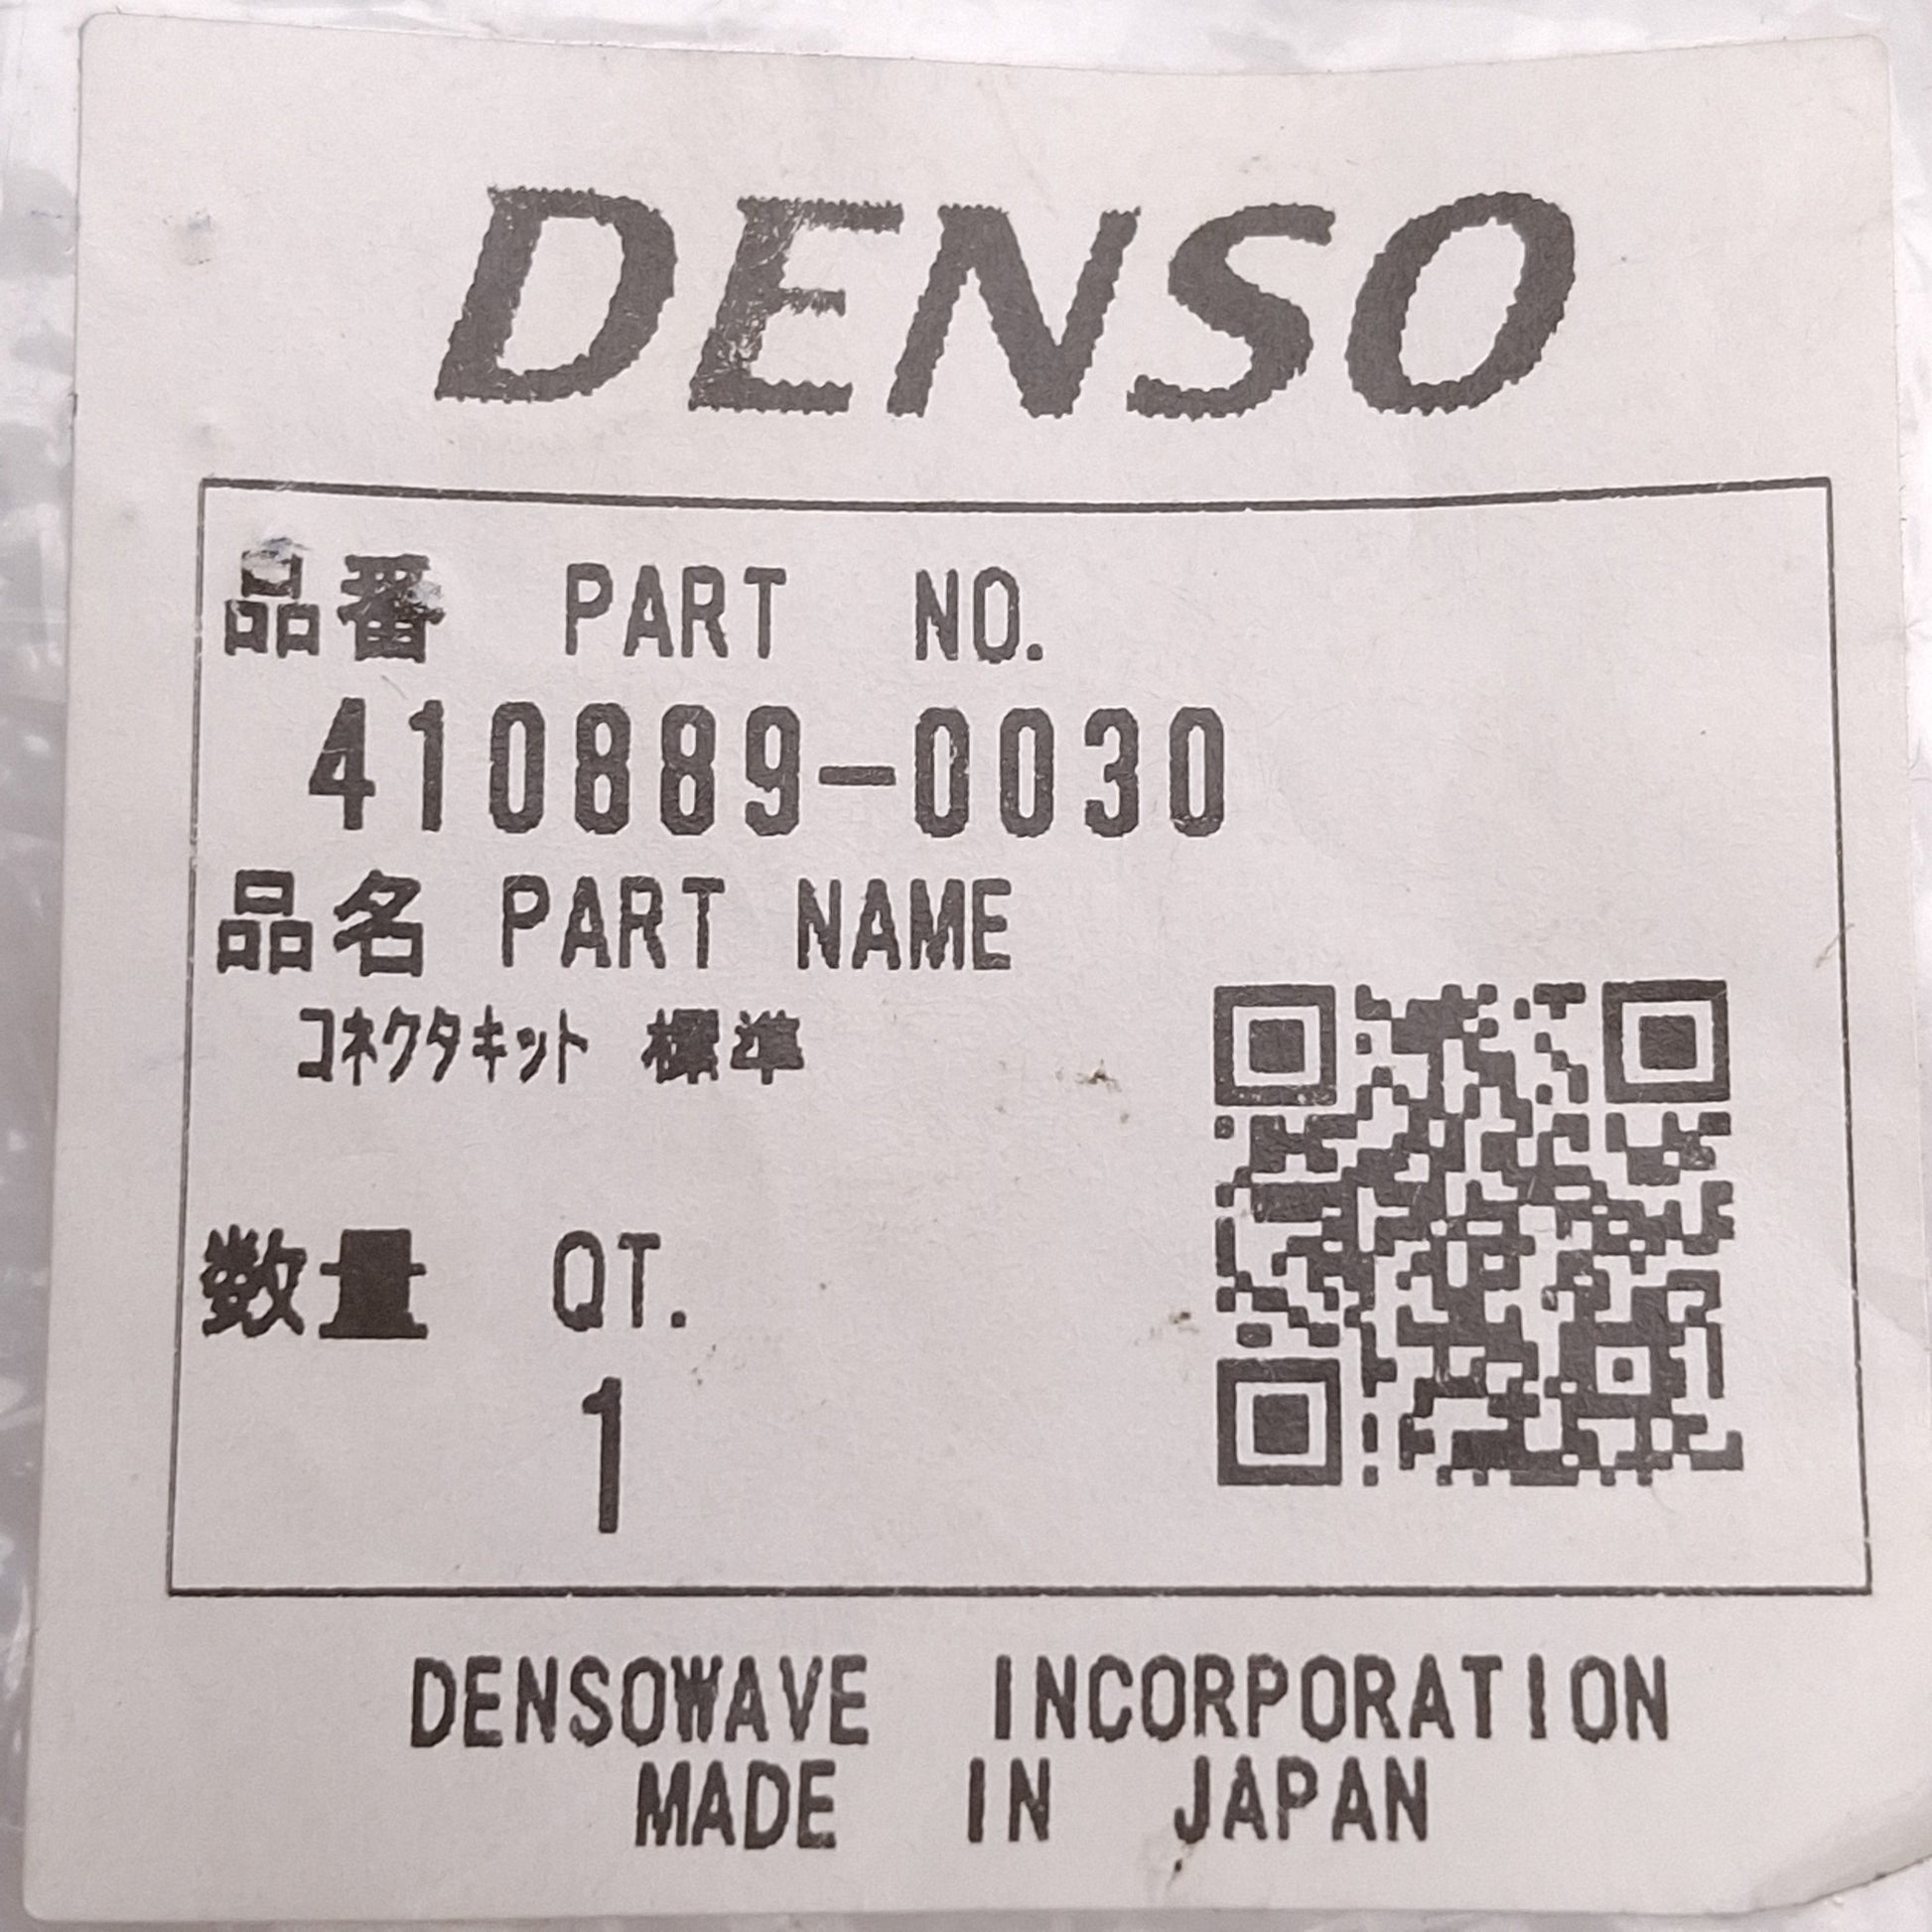 DENSO
品番 PART NO.
410889-0030
品名 PART NAME
コネクタキット 標準
数量 QT.
1
DENSOWAVE INCORPORATION
MADE IN JAPAN